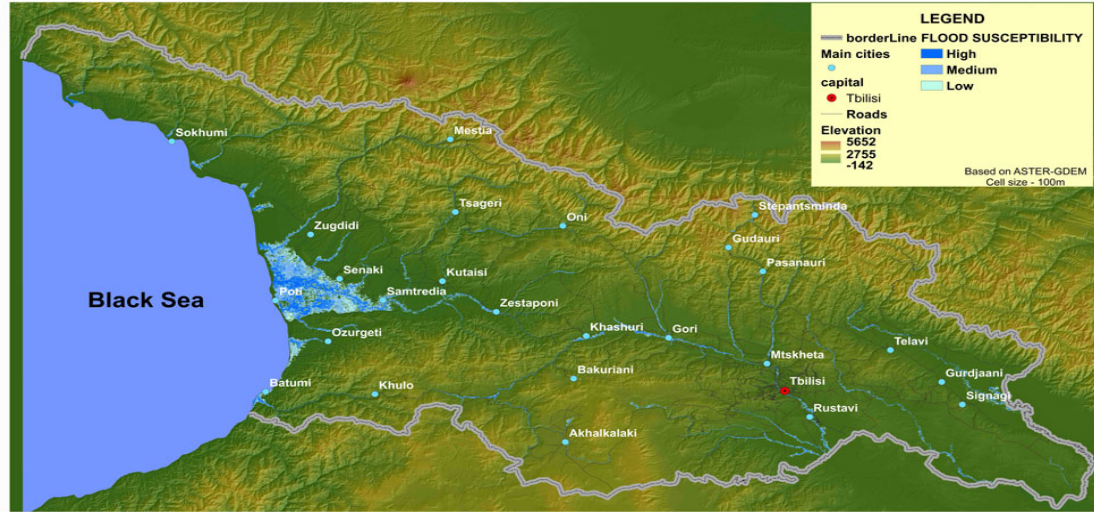 LEGEND
borderLine FLOOD SUSCEPTIBILITY
Main cities
High
Medium
Low
capital
Tbilisi
Roads
Elevation
5652
2755
-142
Based on ASTER-GDEM
Cell size - 100m
Sokhumi
Mestia
Tsageri
Oni
Stepantsminda
Zugdidi
Gudauri
Pasanauri
Senaki
Kutaisi
Black Sea
Poti
Samtredia
Zestaponi
Ozurgeti
Khashuri
Gori
Telavi
Mtskheta
Bakuriani
Tbilisi
Gurdjaani
Batumi
Khulo
Signagi
Rustavi
Akhalkalaki